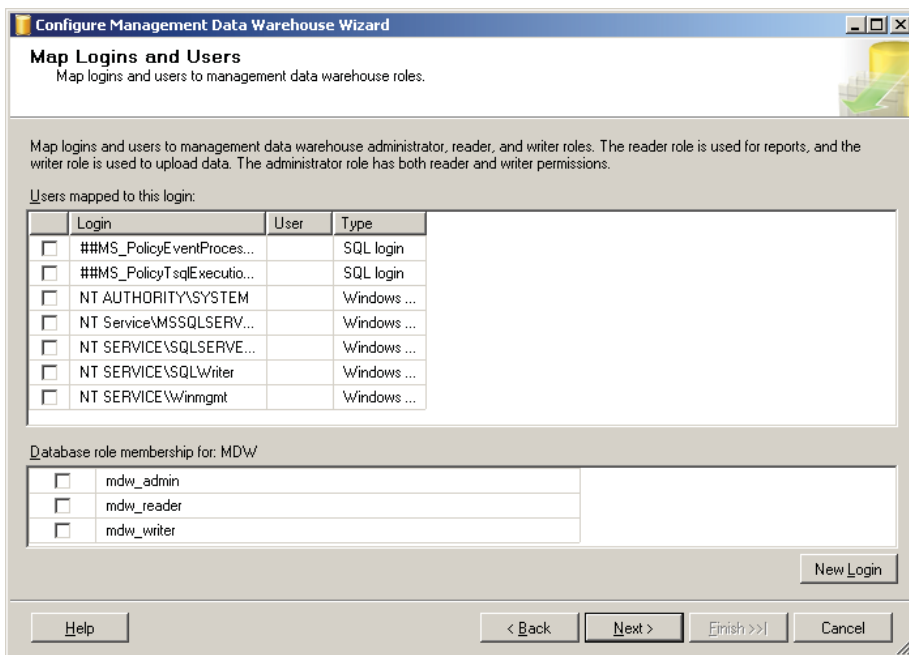 Configure Management Data Warehouse Wizard
Map Logins and Users
Map logins and users to management data warehouse roles.
Map logins and users to management data warehouse administrator, reader, and writer roles. The reader role is used for reports, and the
writer role is used to upload data. The administrator role has both reader and writer permissions.
Users mapped to this login:
Login User Type
##MS_PolicyEventProces... SQL login
##MS_PolicyTsqlExecutio... SQL login
NT AUTHORITY\SYSTEM Windows ...
NT Service\MSSQLSERV... Windows ...
NT SERVICE\SQLSERVE... Windows ...
NT SERVICE\SQLWriter Windows ...
NT SERVICE\Winmgmt Windows ...
Database role membership for: MDW
mdw_admin
mdw_reader
mdw_writer
New Login
Help < Back Next > Finish >>| Cancel